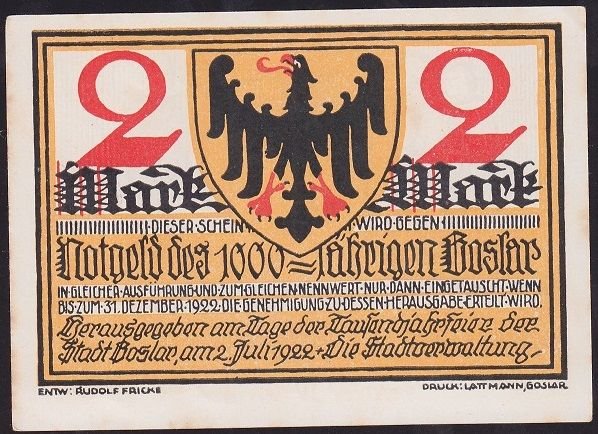 2 2
Mark Mark
DIESER SCHEIN WIRD GEGEN
Notgeld des 1000=jährigen Goslar
IN GLEICHER AUSFÜHRUNG UND ZUM GLEICHEN NENNWERT NUR DANN EINGETAUSCHT, WENN
BIS ZUM 31. DEZEMBER 1922 DIE GENEHMIGUNG ZU DESSEN HERAUSGABE ERTEILT WIRD,
Herausgegeben am Tage der Tausendjahrfeier der
Stadt Goslar, am 2. Juli 1922 + Die Stadtverwaltung
ENTW: RUDOLF FRICKE DRUCK: LATTMANN, GOSLAR